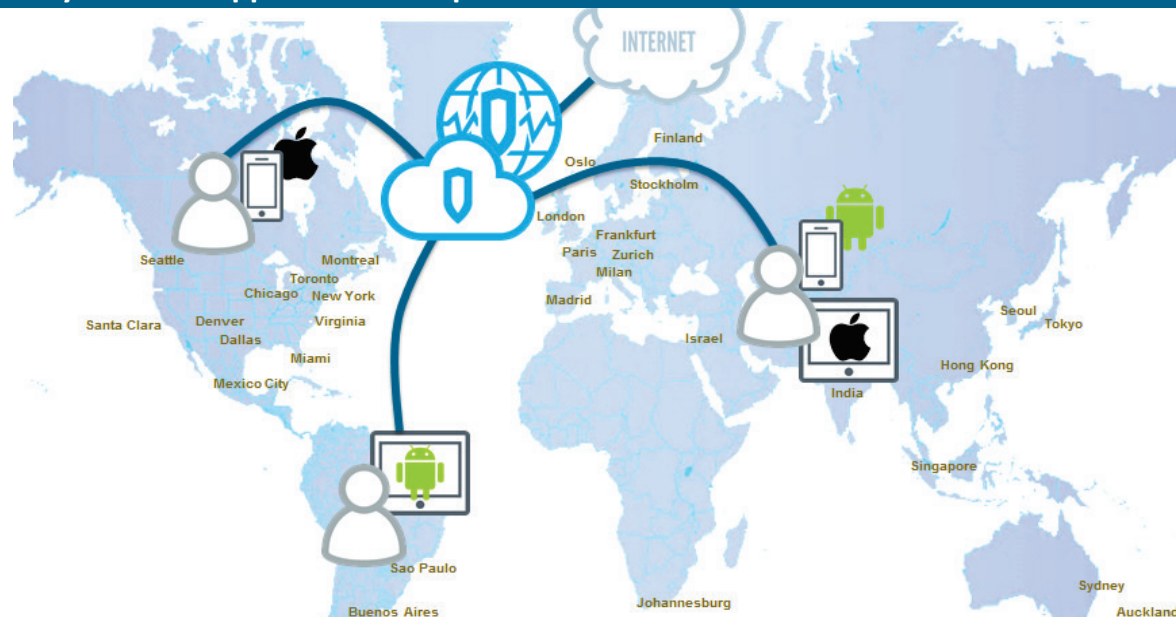 INTERNET
Finland
Oslo
Stockholm
London
Frankfurt
Paris Zurich
Milan
Madrid
Seattle
Montreal
Toronto
Chicago New York
Santa Clara
Denver
Virginia
Dallas
Miami
Mexico City
Israel
Seoul
Tokyo
Hong Kong
India
Singapore
Sao Paulo
Buenos Aires
Johannesburg
Sydney
Auckland